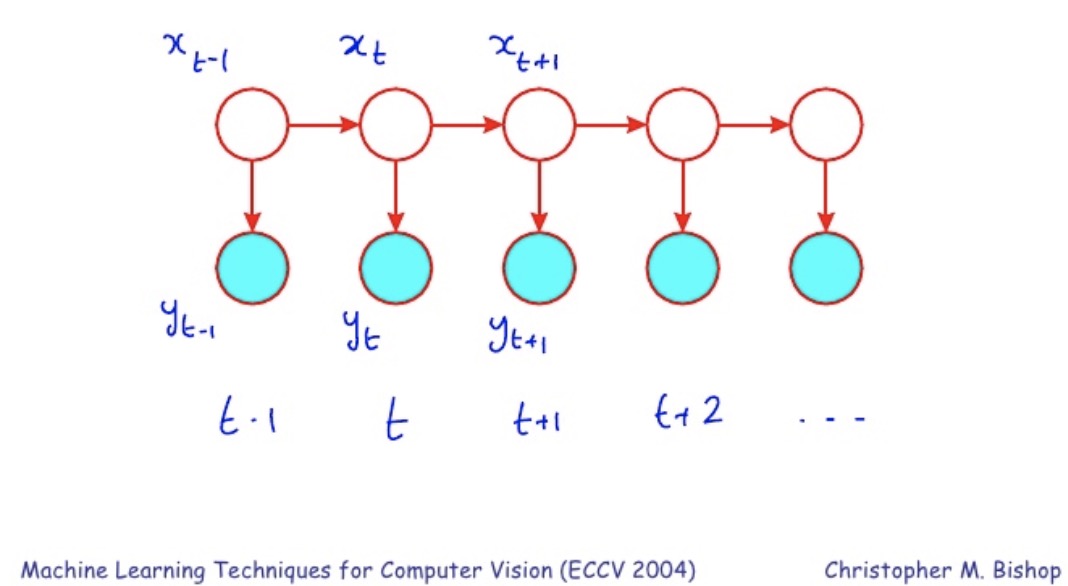 x_{t-1} x_t x_{t+1}
y_{t-1} y_t y_{t+1}
t-1 t t+1 t+2 ---
Machine Learning Techniques for Computer Vision (ECCV 2004) Christopher M. Bishop